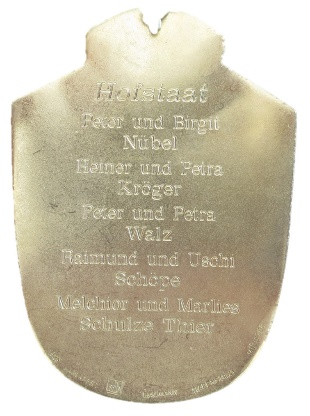 Hofstaat
Peter und Birgit
Nübel
Heiner und Petra
Kröger
Peter und Petra
Walz
Raimund und Uschi
Schöpe
Melchior und Marlies
Schulze Thier